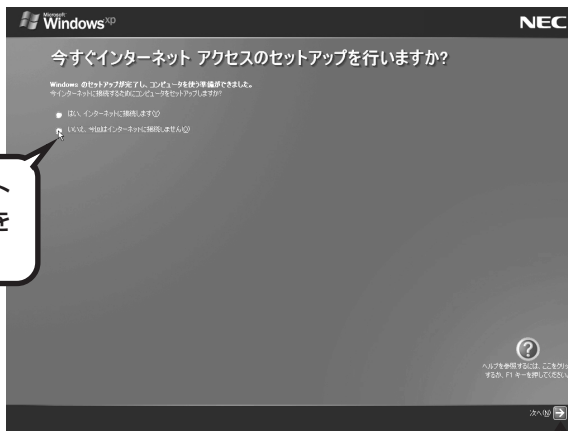 Microsoft
Windows xp
NEC
今すぐインターネット アクセスのセットアップを行いますか?
Windows のセットアップが完了し、コンピュータを使う準備ができました。
今インターネットに接続するためにコンピュータをセットアップしますか?
はい、インターネットに接続します(Y)
いいえ、今回はインターネットに接続しません(O)
ト
を
ヘルプを参照するには、ここをクリッ
するか、F1 キーを押してください。
次へ(N)